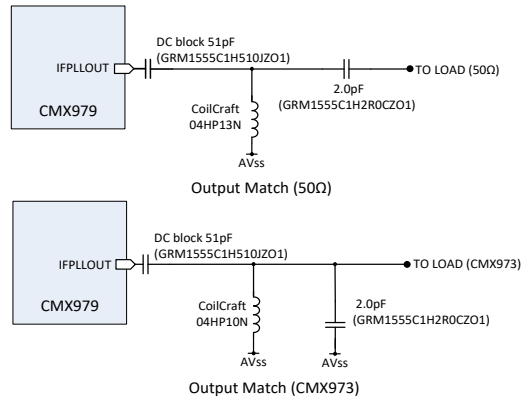 DC block 51pF
(GRM1555C1H510JZO1)
IFPLLOUT
TO LOAD (50Ω)
2.0pF
(GRM1555C1H2R0CZO1)
CoilCraft
04HP13N
CMX979
AVss
Output Match (50Ω)
DC block 51pF
(GRM1555C1H510JZO1)
IFPLLOUT
TO LOAD (CMX973)
CoilCraft
04HP10N
2.0pF
(GRM1555C1H2R0CZO1)
CMX979
AVss
AVss
Output Match (CMX973)